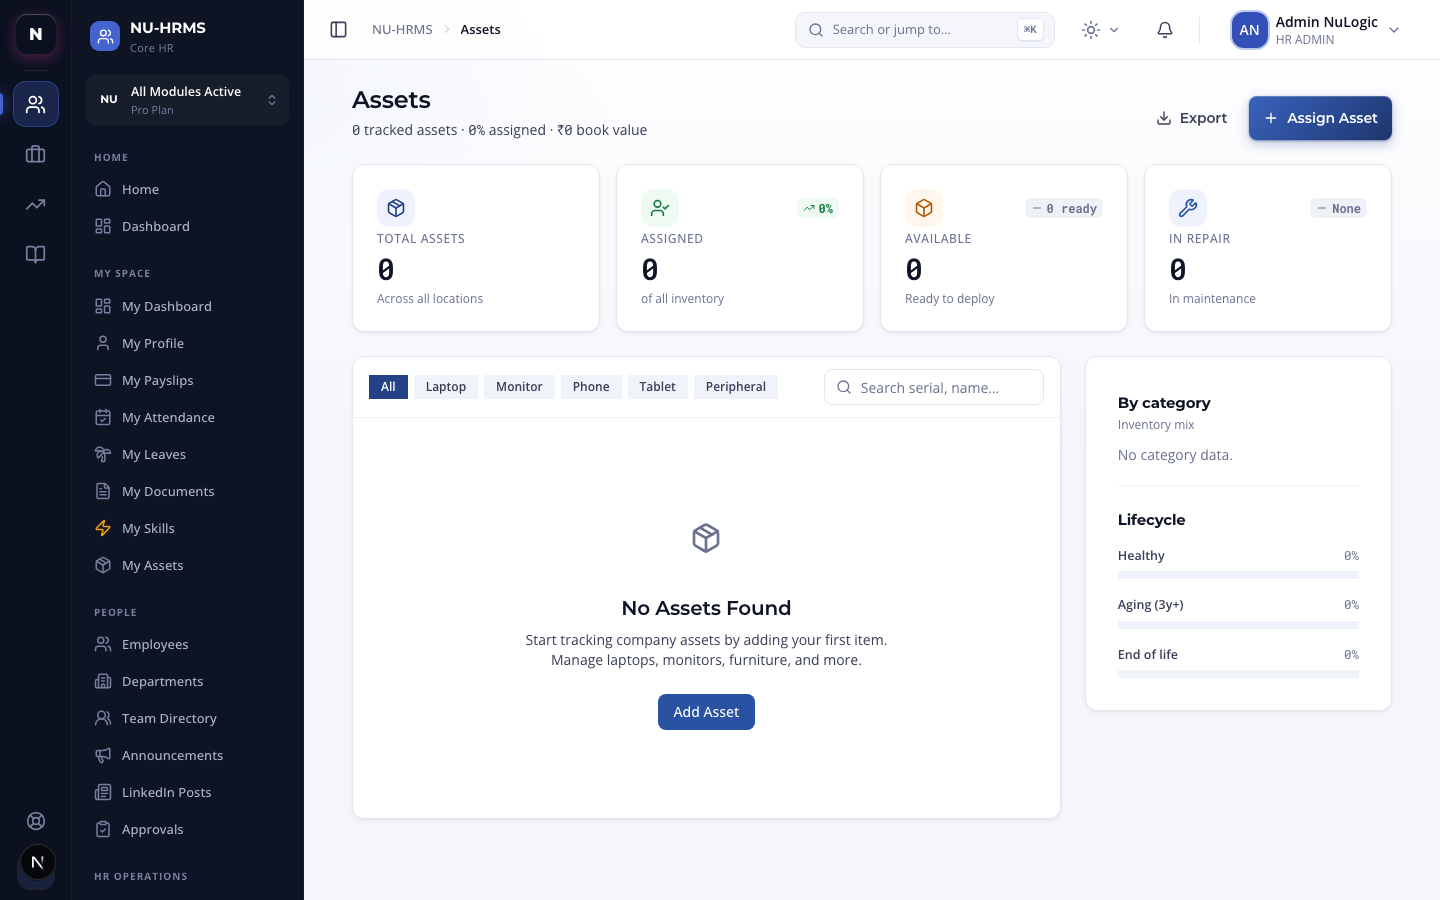 N
NU-HRMS
Core HR
NU
All Modules Active
Pro Plan
HOME
Home
Dashboard
MY SPACE
My Dashboard
My Profile
My Payslips
My Attendance
My Leaves
My Documents
My Skills
My Assets
PEOPLE
Employees
Departments
Team Directory
Announcements
LinkedIn Posts
Approvals
HR OPERATIONS
N
NU-HRMS
Assets
Search or jump to...
⌘K
AN
Admin NuLogic
HR ADMIN
Assets
0 tracked assets · 0% assigned · ₹0 book value
Export
Assign Asset
TOTAL ASSETS
0
Across all locations
0%
ASSIGNED
0
of all inventory
0 ready
AVAILABLE
0
Ready to deploy
None
IN REPAIR
0
In maintenance
All
Laptop
Monitor
Phone
Tablet
Peripheral
Search serial, name...
No Assets Found
Start tracking company assets by adding your first item.
Manage laptops, monitors, furniture, and more.
Add Asset
By category
Inventory mix
No category data.
Lifecycle
Healthy 0%
Aging (3y+) 0%
End of life 0%